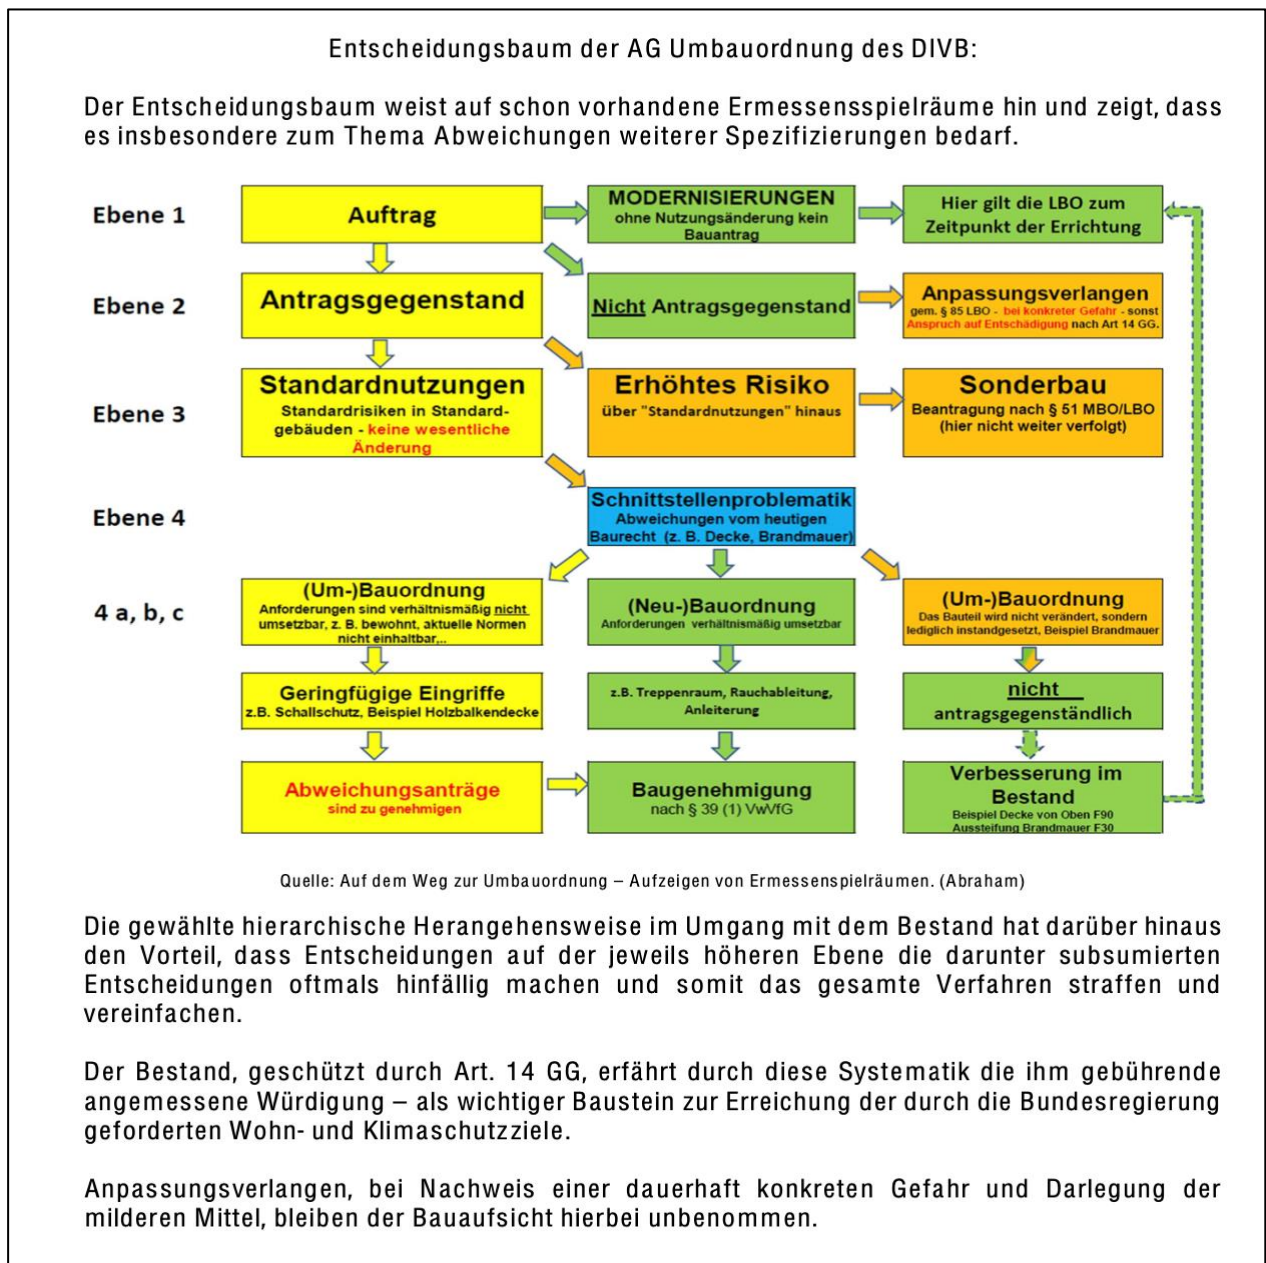 Entscheidungsbaum der AG Umbauordnung des DIVB:
Der Entscheidungsbaum weist auf schon vorhandene Ermessensspielräume hin und zeigt, dass
es insbesondere zum Thema Abweichungen weiterer Spezifizierungen bedarf.
Ebene 1
Auftrag
MODERNISIERUNGEN
ohne Nutzungsänderung kein
Bauantrag
Hier gilt die LBO zum
Zeitpunkt der Errichtung
Ebene 2
Antragsgegenstand
Nicht Antragsgegenstand
Anpassungsverlangen
gem. § 85 LBO - bei konkreter Gefahr - sonst
Anspruch auf Entschädigung nach Art 14 GG.
Ebene 3
Standardnutzungen
Standardrisiken in Standard-
gebäuden - keine wesentliche
Änderung
Erhöhtes Risiko
über "Standardnutzungen" hinaus
Sonderbau
Beantragung nach § 51 MBO/LBO
(hier nicht weiter verfolgt)
Ebene 4
Schnittstellenproblematik
Abweichungen vom heutigen
Baurecht (z. B. Decke, Brandmauer)
4 a, b, c
(Um-)Bauordnung
Anforderungen sind verhältnismäßig nicht
umsetzbar, z. B. bewohnt, aktuelle Normen
nicht einhaltbar,..
(Neu-)Bauordnung
Anforderungen verhältnismäßig umsetzbar
(Um-)Bauordnung
Das Bauteil wird nicht verändert, sondern
lediglich instandgesetzt, Beispiel Brandmauer
Geringfügige Eingriffe
z.B. Schallschutz, Beispiel Holzbalkendecke
z.B. Treppenraum, Rauchableitung,
Anleiterung
nicht
antragsgegenständlich
Abweichungsanträge
sind zu genehmigen
Baugenehmigung
nach § 39 (1) VwVfG
Verbesserung im
Bestand
Beispiel Decke von Oben F90
Aussteifung Brandmauer F30
Quelle: Auf dem Weg zur Umbauordnung – Aufzeigen von Ermessenspielräumen. (Abraham)
Die gewählte hierarchische Herangehensweise im Umgang mit dem Bestand hat darüber hinaus
den Vorteil, dass Entscheidungen auf der jeweils höheren Ebene die darunter subsumierten
Entscheidungen oftmals hinfällig machen und somit das gesamte Verfahren straffen und
vereinfachen.
Der Bestand, geschützt durch Art. 14 GG, erfährt durch diese Systematik die ihm gebührende
angemessene Würdigung – als wichtiger Baustein zur Erreichung der durch die Bundesregierung
geforderten Wohn- und Klimaschutzziele.
Anpassungsverlangen, bei Nachweis einer dauerhaft konkreten Gefahr und Darlegung der
milderen Mittel, bleiben der Bauaufsicht hierbei unbenommen.